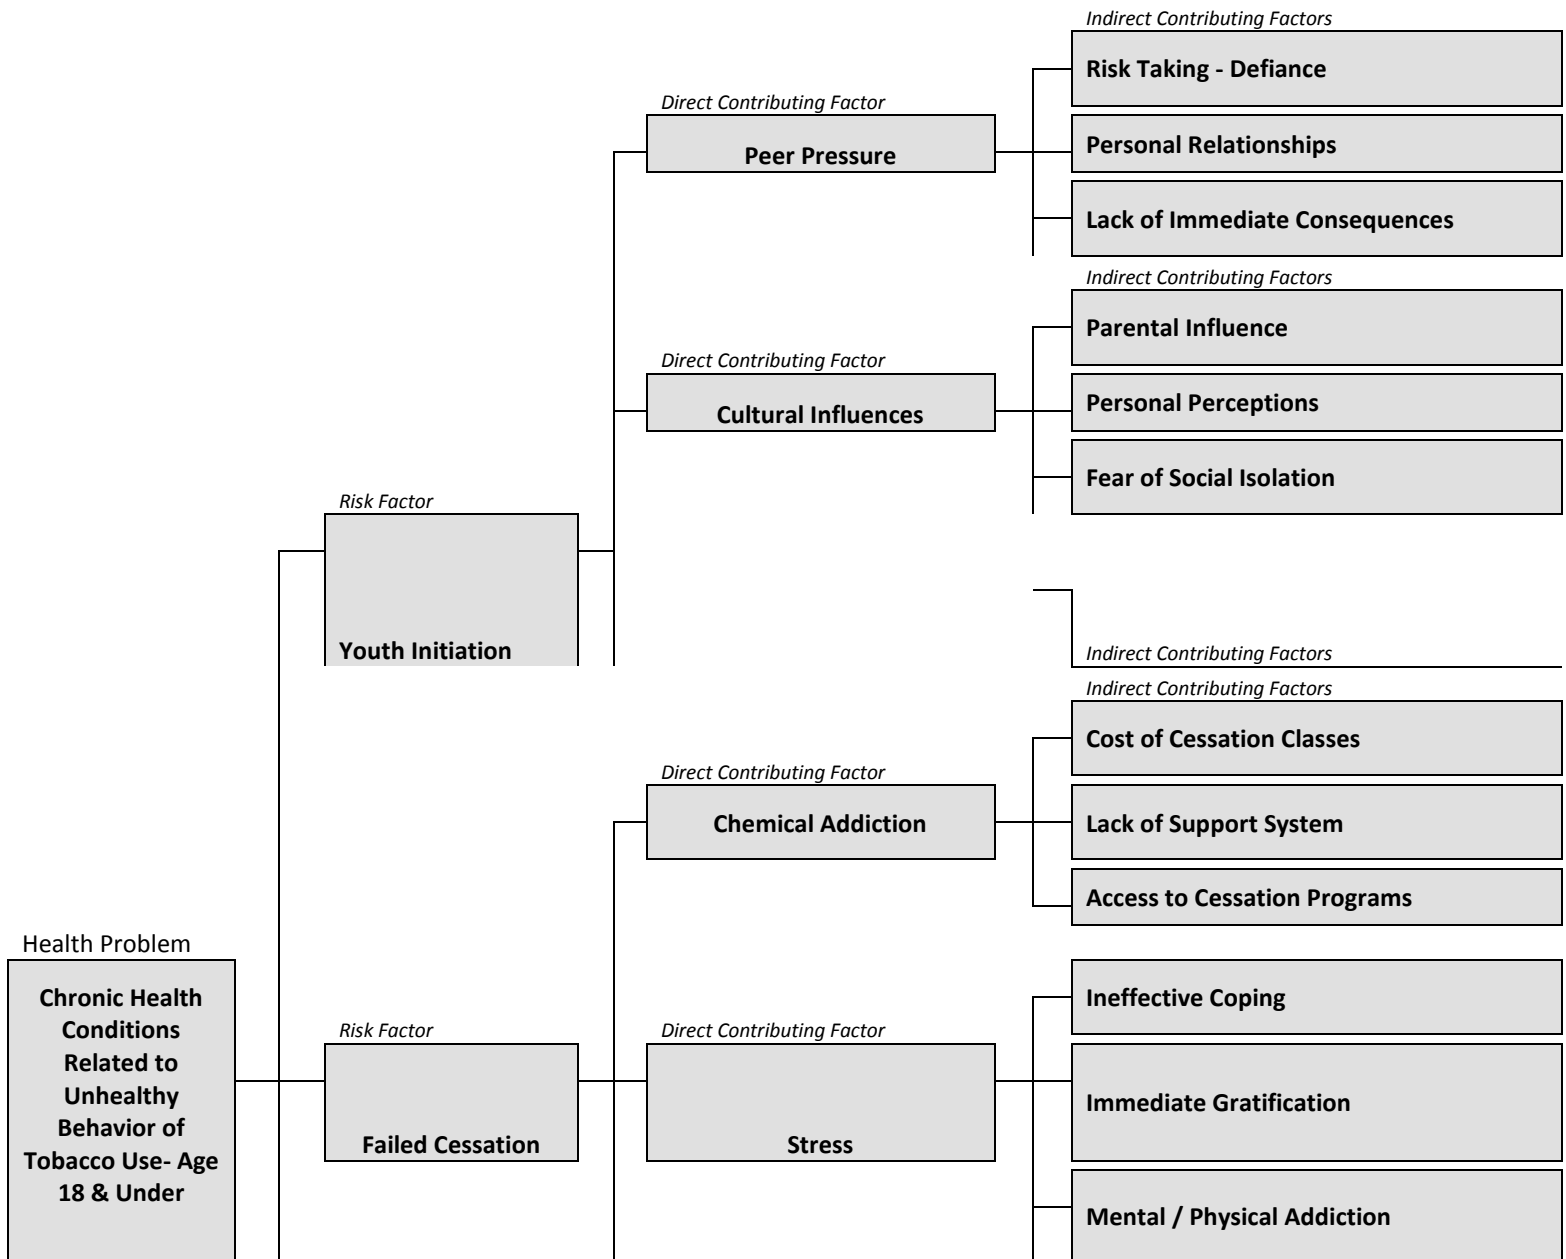 Indirect Contributing Factors
Risk Taking - Defiance
Direct Contributing Factor
Peer Pressure
Personal Relationships
Lack of Immediate Consequences
Indirect Contributing Factors
Parental Influence
Direct Contributing Factor
Cultural Influences
Personal Perceptions
Fear of Social Isolation
Risk Factor
Youth Initiation
Indirect Contributing Factors
Indirect Contributing Factors
Cost of Cessation Classes
Direct Contributing Factor
Chemical Addiction
Lack of Support System
Access to Cessation Programs
Health Problem
Chronic Health
Conditions
Related to
Unhealthy
Behavior of
Tobacco Use- Age
18 & Under
Risk Factor
Failed Cessation
Direct Contributing Factor
Stress
Ineffective Coping
Immediate Gratification
Mental / Physical Addiction